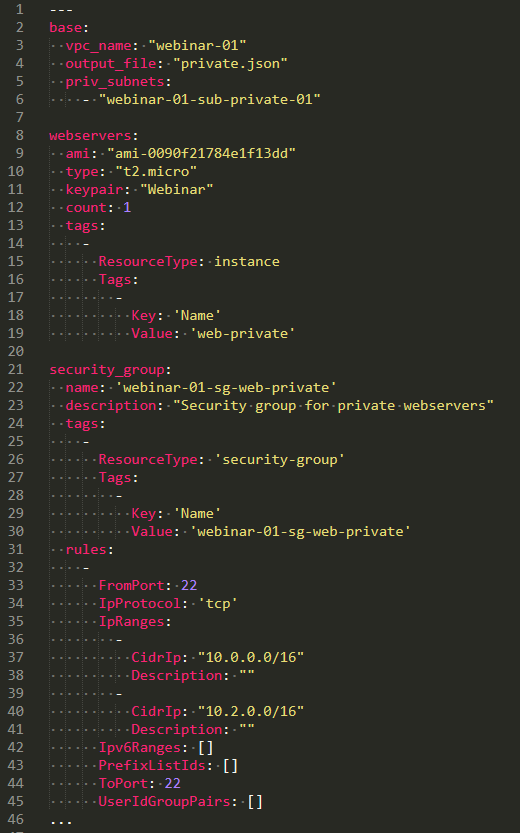 1 ---
2 base:
3   vpc_name: "webinar-01"
4   output_file: "private.json"
5   priv_subnets:
6     - "webinar-01-sub-private-01"
7
8 webservers:
9   ami: "ami-0090f21784e1f13dd"
10   type: "t2.micro"
11   keypair: "Webinar"
12   count: 1
13   tags:
14     -
15       ResourceType: instance
16       Tags:
17         -
18           Key: 'Name'
19           Value: 'web-private'
20
21 security_group:
22   name: 'webinar-01-sg-web-private'
23   description: "Security group for private webservers"
24   tags:
25     -
26       ResourceType: 'security-group'
27       Tags:
28         -
29           Key: 'Name'
30           Value: 'webinar-01-sg-web-private'
31   rules:
32     -
33       FromPort: 22
34       IpProtocol: 'tcp'
35       IpRanges:
36         -
37           CidrIp: "10.0.0.0/16"
38           Description: ""
39         -
40           CidrIp: "10.2.0.0/16"
41           Description: ""
42       Ipv6Ranges: []
43       PrefixListIds: []
44       ToPort: 22
45       UserIdGroupPairs: []
46 ...